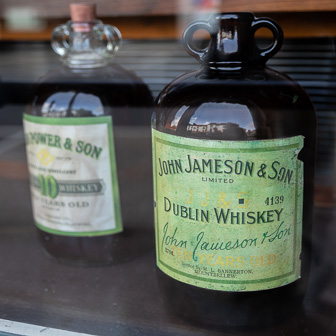 POWER & SON
10 WHISKEY
YEARS OLD
JOHN JAMESON & SON
LIMITED
4139
DUBLIN WHISKEY
John Jameson & Son